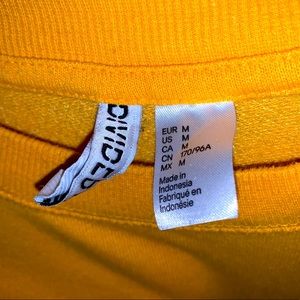 DIVIDED
EUR M
US M
CA M
CN 170/96A
MX M
Made in
Indonesia
Fabriqué en
Indonésie